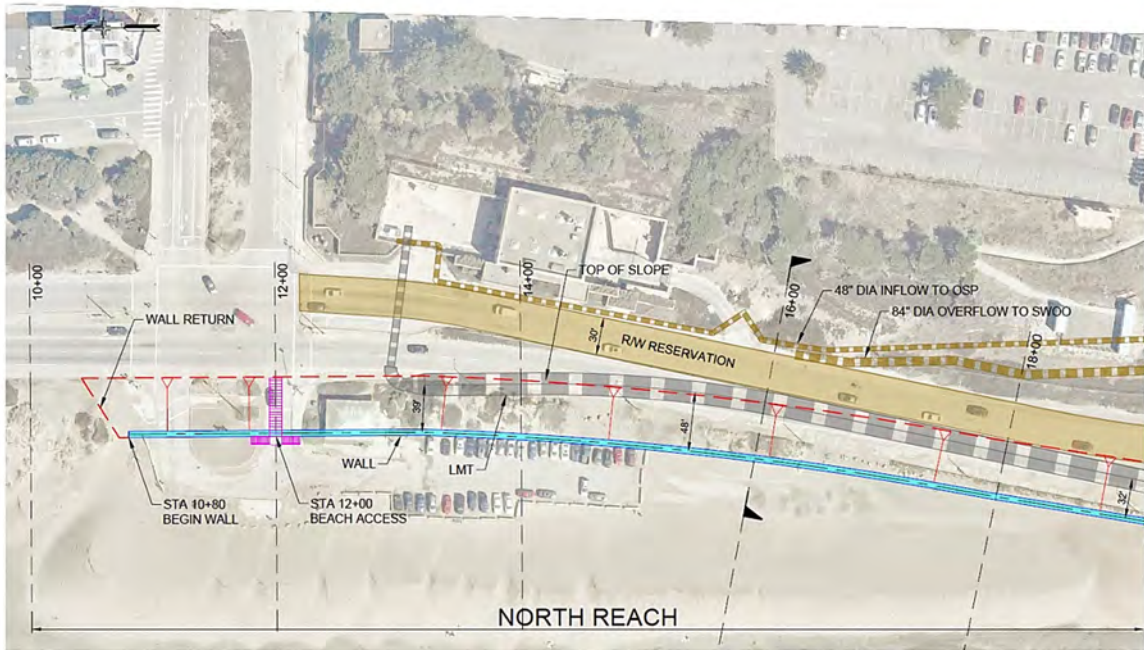 10+00
12+00
14+00
16+00
18+00
TOP OF SLOPE
48" DIA INFLOW TO OSP
84" DIA OVERFLOW TO SWOO
WALL RETURN
R/W RESERVATION
30'
39'
48'
32'
WALL
LMT
STA 10+80
BEGIN WALL
STA 12+00
BEACH ACCESS
NORTH REACH